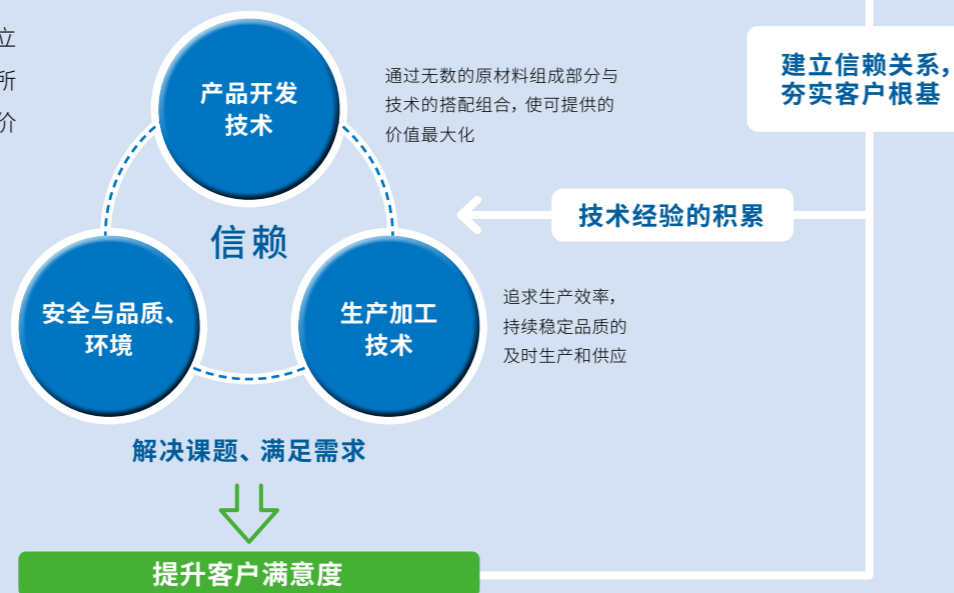 立
所
价
产品开发
技术
通过无数的原材料组成部分与
技术的搭配组合，使可提供的
价值最大化
建立信赖关系，
夯实客户根基
信赖
技术经验的积累
安全与品质、
环境
生产加工
技术
追求生产效率，
持续稳定品质的
及时生产和供应
解决课题、满足需求
提升客户满意度